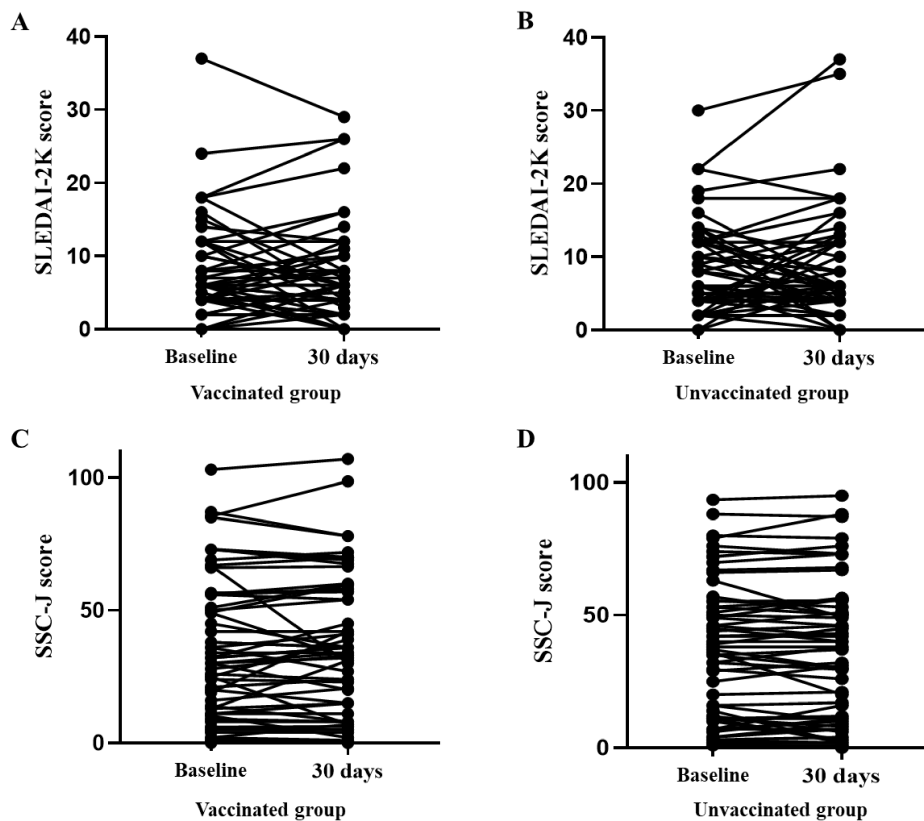 A
SLEDAI-2K score
40
30
20
10
0
Baseline
30 days
Vaccinated group
B
SLEDAI-2K score
40
30
20
10
0
Baseline
30 days
Unvaccinated group
C
SSC-J score
100
50
0
Baseline
30 days
Vaccinated group
D
SSC-J score
100
50
0
Baseline
30 days
Unvaccinated group